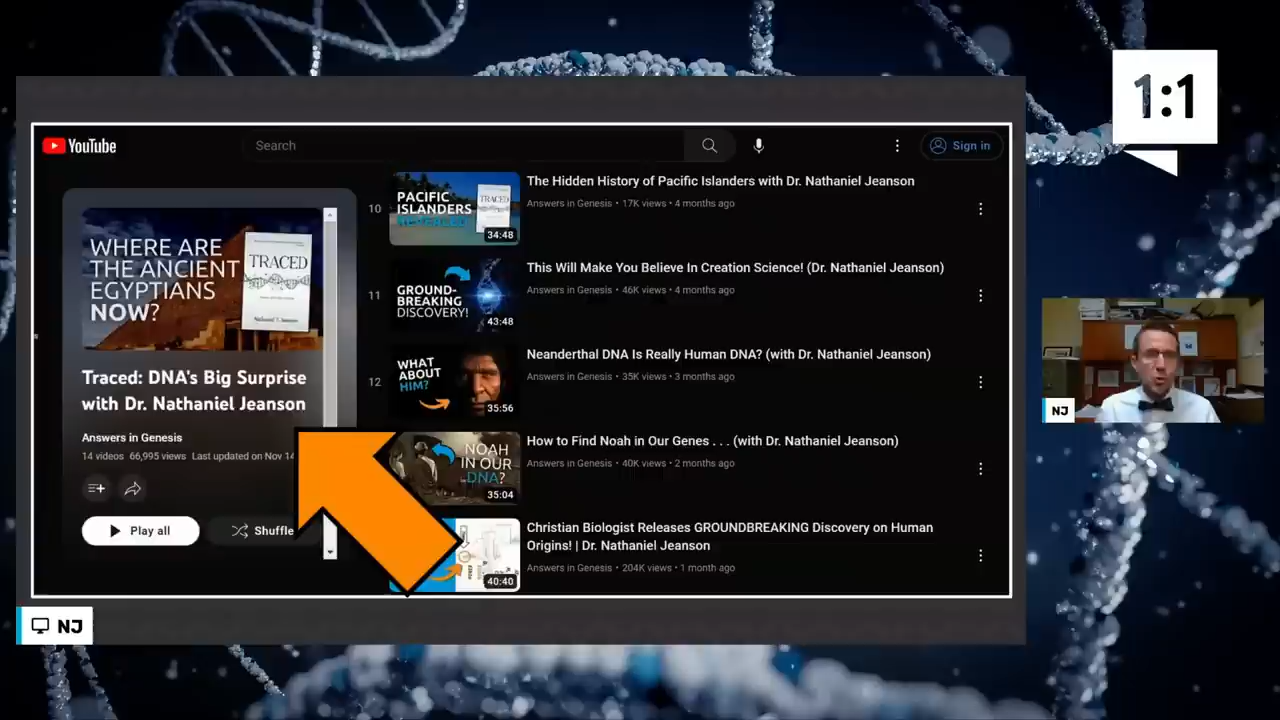 1:1
YouTube
Search
Sign in
WHERE ARE
THE ANCIENT
EGYPTIANS
NOW?
TRACED
Traced: DNA's Big Surprise
with Dr. Nathaniel Jeanson
Answers in Genesis
14 videos 66,995 views Last updated on Nov 14
Play all
Shuffle
10
PACIFIC
ISLANDERS
REVEALED
TRACED
34:48
The Hidden History of Pacific Islanders with Dr. Nathaniel Jeanson
Answers in Genesis • 17K views • 4 months ago
11
GROUND-
BREAKING
DISCOVERY!
43:48
This Will Make You Believe In Creation Science! (Dr. Nathaniel Jeanson)
Answers in Genesis • 46K views • 4 months ago
12
WHAT
ABOUT
HIM?
35:56
Neanderthal DNA Is Really Human DNA? (with Dr. Nathaniel Jeanson)
Answers in Genesis • 35K views • 3 months ago
NOAH
IN OUR
DNA?
35:04
How to Find Noah in Our Genes . . . (with Dr. Nathaniel Jeanson)
Answers in Genesis • 40K views • 2 months ago
40:40
Christian Biologist Releases GROUNDBREAKING Discovery on Human
Origins! | Dr. Nathaniel Jeanson
Answers in Genesis • 204K views • 1 month ago
NJ
NJ